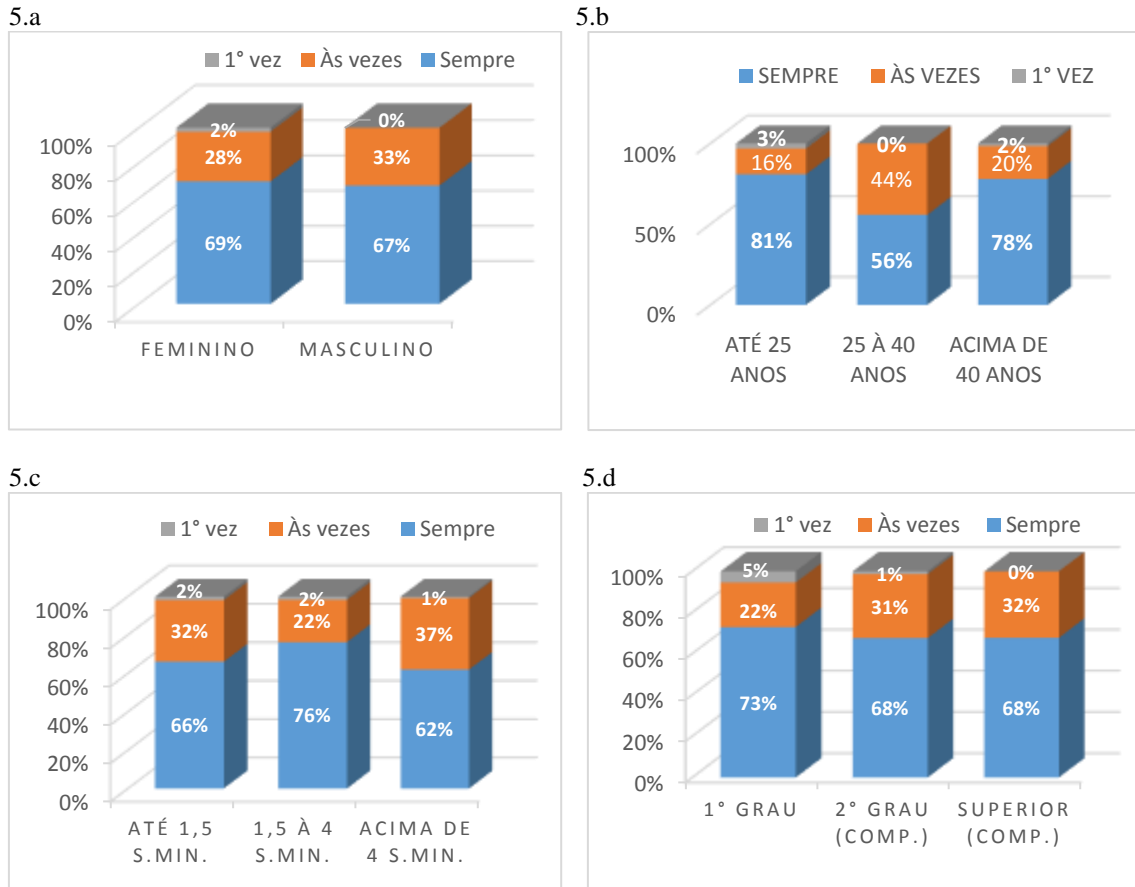 5.a
1° vez Às vezes Sempre
100%
80%
60%
40%
20%
0%
2% 0%
28% 33%
69% 67%
FEMININO MASCULINO
5.b
SEMPRE ÀS VEZES 1° VEZ
100%
50%
0%
3% 0% 2%
16% 44% 20%
81% 56% 78%
ATÉ 25 ANOS
25 À 40 ANOS
ACIMA DE 40 ANOS
5.c
1° vez Às vezes Sempre
100%
80%
60%
40%
20%
0%
2% 2% 1%
32% 22% 37%
66% 76% 62%
ATÉ 1,5 S.MIN.
1,5 À 4 S.MIN.
ACIMA DE 4 S.MIN.
5.d
1° vez Às vezes Sempre
100%
80%
60%
40%
20%
0%
5% 1% 0%
22% 31% 32%
73% 68% 68%
1° GRAU
2° GRAU (COMP.)
SUPERIOR (COMP.)